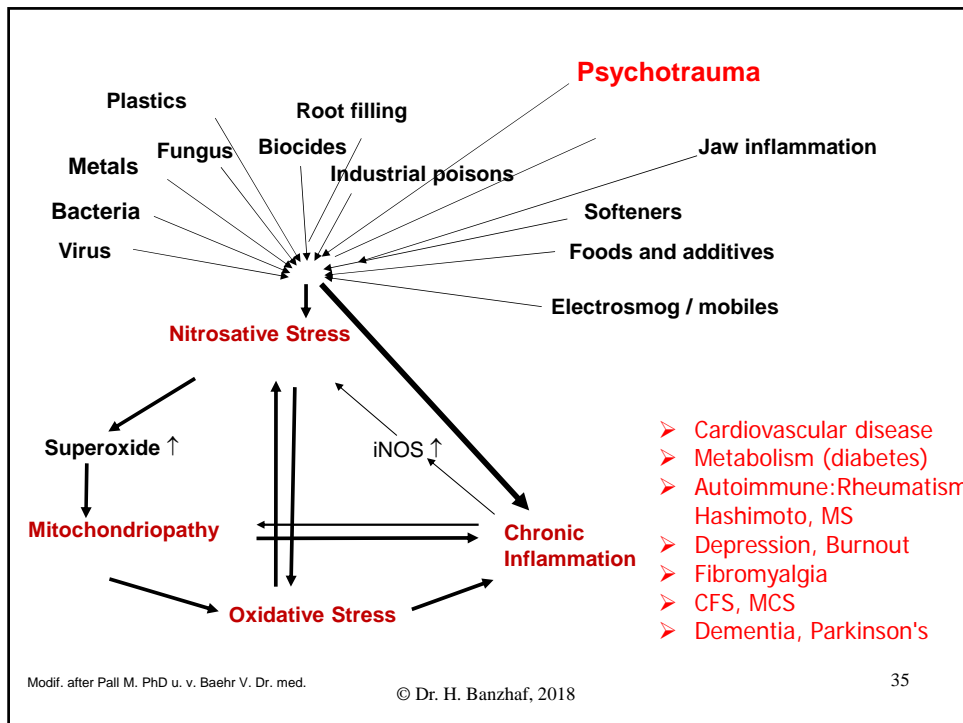 Psychotrauma
Plastics
Root filling
Fungus
Biocides
Jaw inflammation
Metals
Industrial poisons
Bacteria
Softeners
Virus
Foods and additives
Electrosmog / mobiles
Nitrosative Stress
Superoxide ↑
iNOS ↑
Mitochondriopathy
Chronic
Inflammation
Oxidative Stress
➢ Cardiovascular disease
➢ Metabolism (diabetes)
➢ Autoimmune:Rheumatism
Hashimoto, MS
➢ Depression, Burnout
➢ Fibromyalgia
➢ CFS, MCS
➢ Dementia, Parkinson's
Modif. after Pall M. PhD u. v. Baehr V. Dr. med.
© Dr. H. Banzhaf, 2018
35